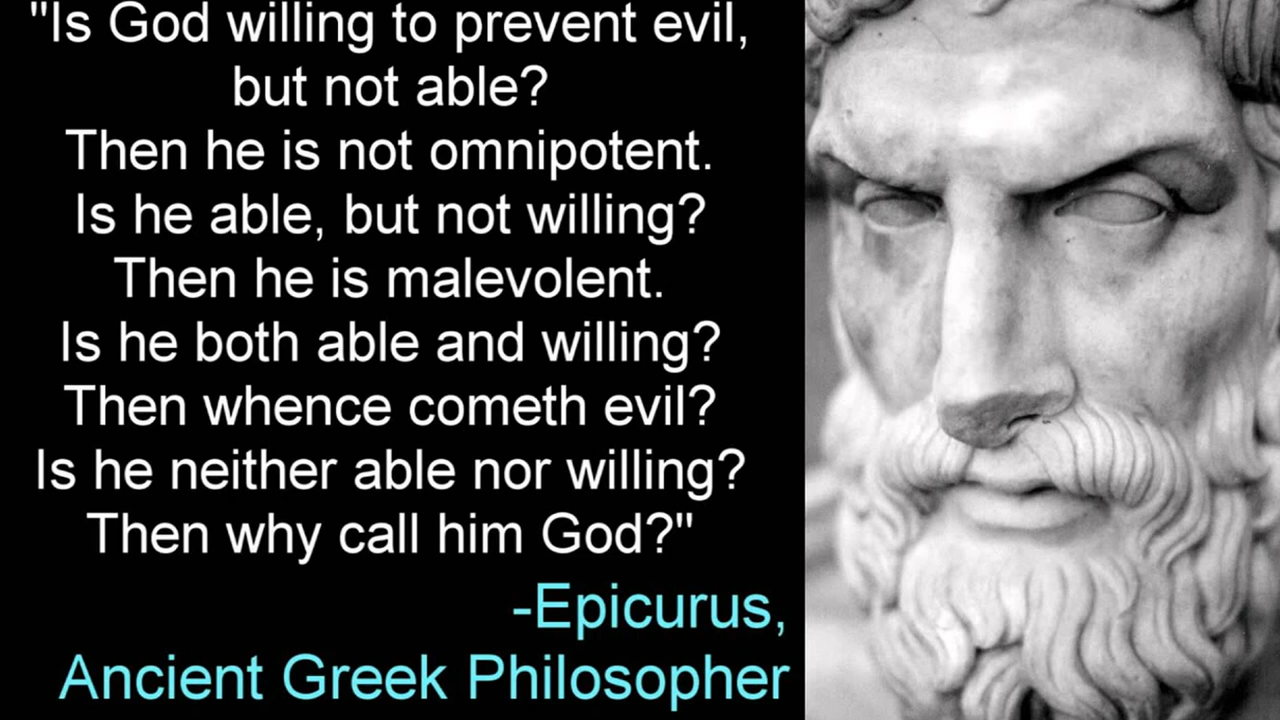 "Is God willing to prevent evil,
but not able?
Then he is not omnipotent.
Is he able, but not willing?
Then he is malevolent.
Is he both able and willing?
Then whence cometh evil?
Is he neither able nor willing?
Then why call him God?"
-Epicurus,
Ancient Greek Philosopher